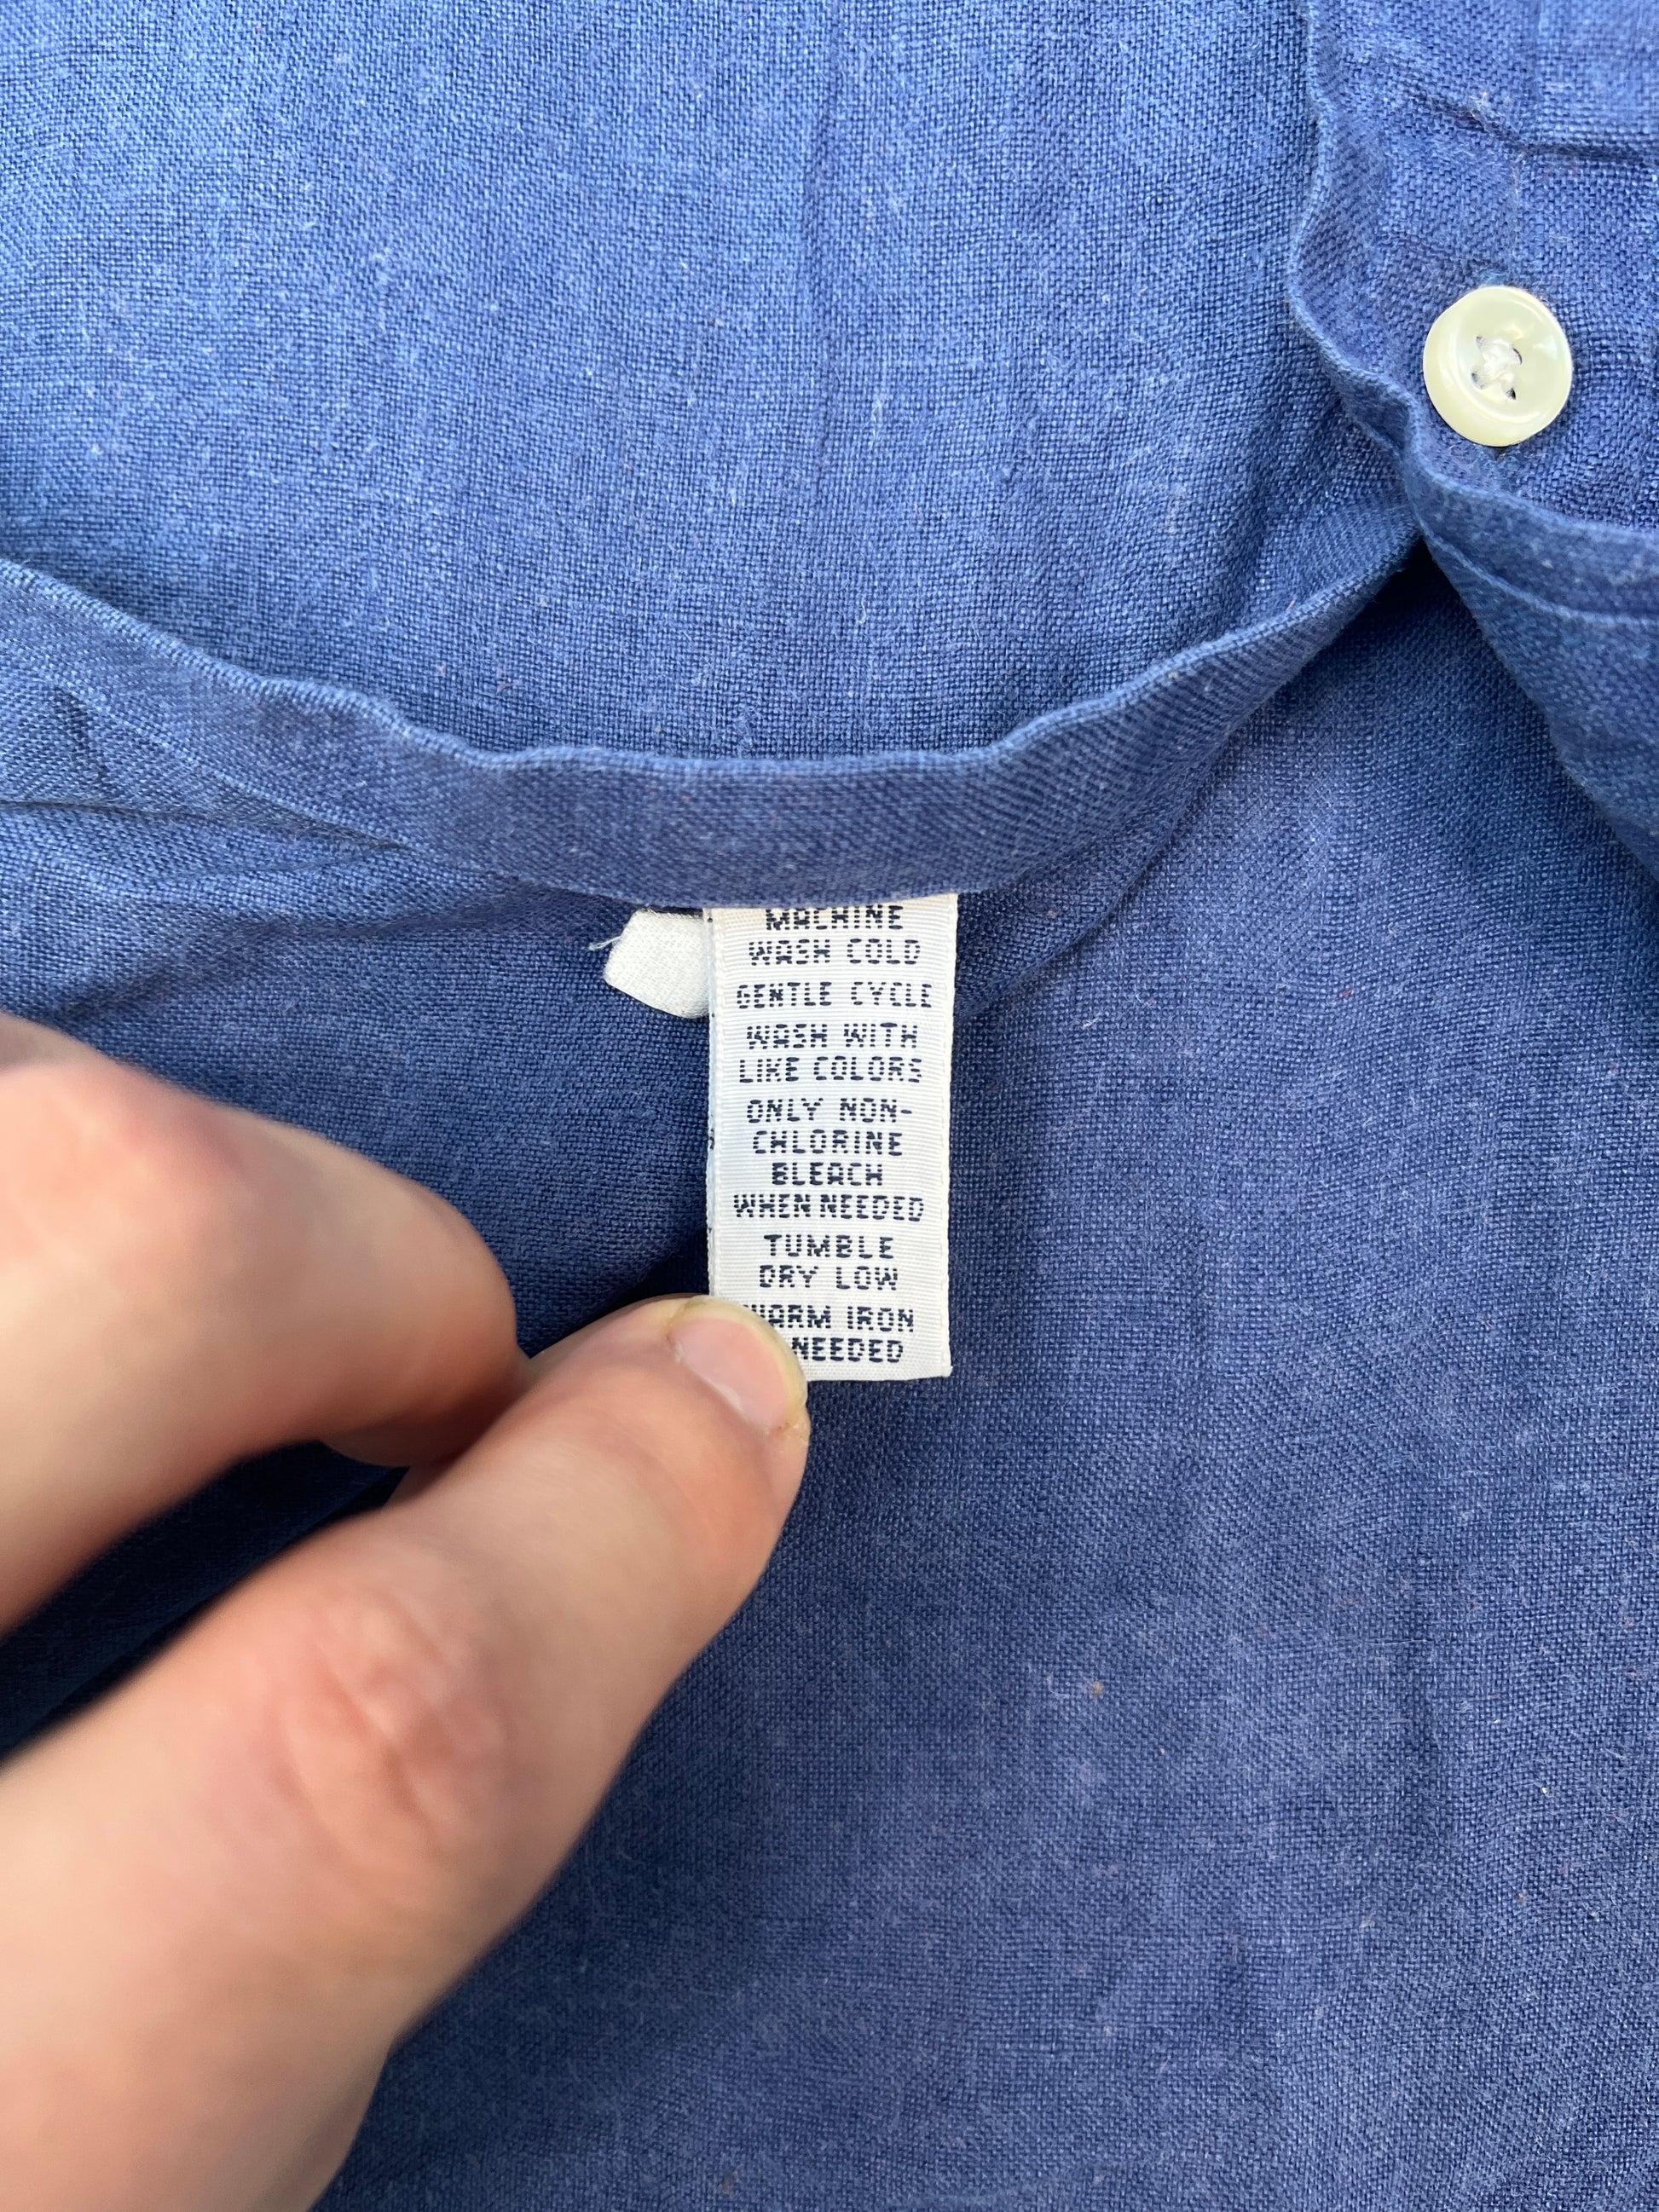 MACHINE
WASH COLD
GENTLE CYCLE
WASH WITH
LIKE COLORS
ONLY NON-
CHLORINE
BLEACH
WHEN NEEDED
TUMBLE
DRY LOW
WARM IRON
NEEDED